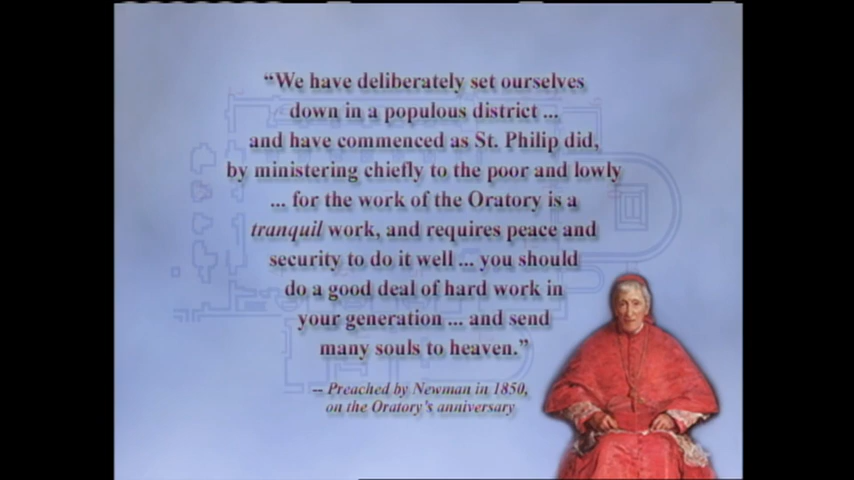 “We have deliberately set ourselves
down in a populous district ...
and have commenced as St. Philip did,
by ministering chiefly to the poor and lowly
... for the work of the Oratory is a
tranquil work, and requires peace and
security to do it well ... you should
do a good deal of hard work in
your generation ... and send
many souls to heaven.”
-- Preached by Newman in 1850,
on the Oratory's anniversary